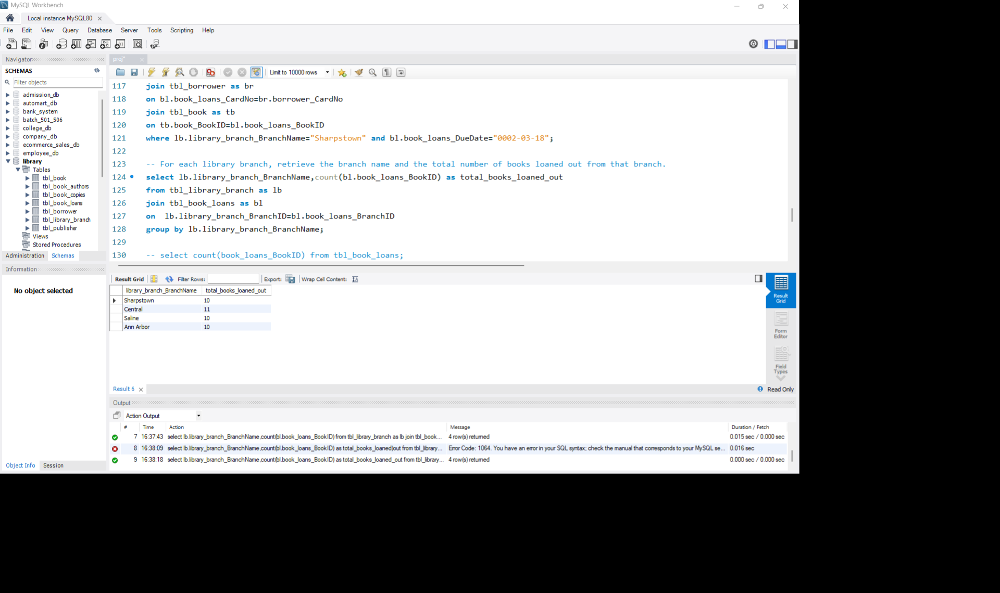 MySQL Workbench
Local instance MySQL80
File Edit View Query Database Server Tools Scripting Help
Navigator
SCHEMAS
Filter objects
admission_db
automart_db
bank_system
batch_501_506
college_db
company_db
ecommerce_sales_db
employee_db
library
Tables
tbl_book
tbl_book_authors
tbl_book_copies
tbl_book_loans
tbl_borrower
tbl_library_branch
tbl_publisher
Views
Stored Procedures
Administration Schemas
Information
No object selected
Object Info Session
proj*
Limit to 10000 rows
117 join tbl_borrower as br
118 on bl.book_loans_CardNo=br.borrower_CardNo
119 join tbl_book as tb
120 on tb.book_BookID=bl.book_loans_BookID
121 where lb.library_branch_BranchName="Sharpstown" and bl.book_loans_DueDate="0002-03-18";
122
123 -- For each library branch, retrieve the branch name and the total number of books loaned out from that branch.
124 select lb.library_branch_BranchName,count(bl.book_loans_BookID) as total_books_loaned_out
125 from tbl_library_branch as lb
126 join tbl_book_loans as bl
127 on  lb.library_branch_BranchID=bl.book_loans_BranchID
128 group by lb.library_branch_BranchName;
129
130 -- select count(book_loans_BookID) from tbl_book_loans;
Result Grid Filter Rows: Export: Wrap Cell Content:
library_branch_BranchName total_books_loaned_out
Sharpstown 10
Central 11
Saline 10
Ann Arbor 10
Result
Grid
Form
Editor
Field
Types
Result 6
Read Only
Output
Action Output
# Time Action Message Duration / Fetch
7 16:37:43 select lb.library_branch_BranchName,count(bl.book_loans_BookID) from tbl_library_branch as lb join tbl_book... 4 row(s) returned 0.015 sec / 0.000 sec
8 16:38:09 select lb.library_branch_BranchName,count(bl.book_loans_BookID) as total_books_loaned)out from tbl_library... Error Code: 1064. You have an error in your SQL syntax; check the manual that corresponds to your MySQL se... 0.016 sec
9 16:38:18 select lb.library_branch_BranchName,count(bl.book_loans_BookID) as total_books_loaned_out from tbl_library... 4 row(s) returned 0.000 sec / 0.000 sec